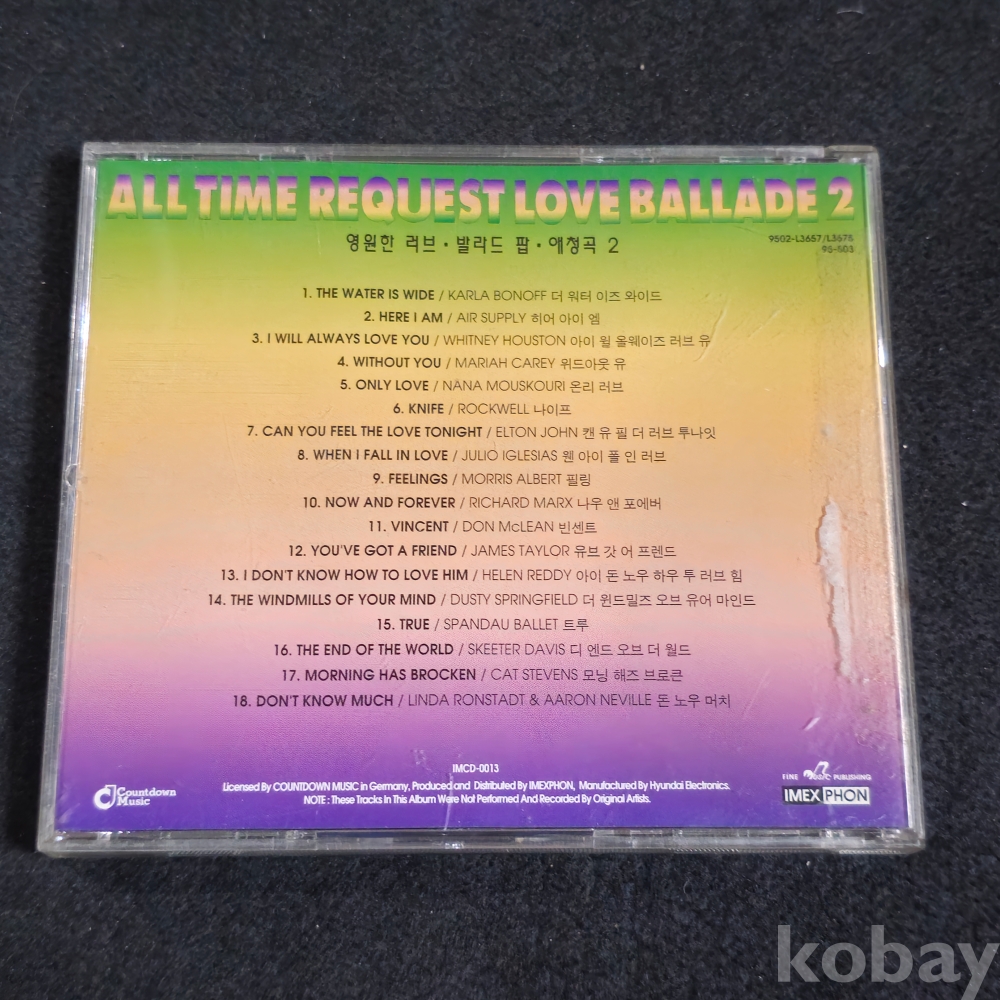 ALL TIME REQUEST LOVE BALLADE 2
영원한 러브·발라드 팝·애청곡 2
9502-L3657/L3575
95-503
1. THE WATER IS WIDE / KARLA BONOFF 더 워터 이즈 와이드
2. HERE I AM / AIR SUPPLY 히어 아이 엠
3. I WILL ALWAYS LOVE YOU / WHITNEY HOUSTON 아이 윌 올웨이즈 러브 유
4. WITHOUT YOU / MARIAH CAREY 위드아웃 유
5. ONLY LOVE / NANA MOUSKOURI 온리 러브
6. KNIFE / ROCKWELL 나이프
7. CAN YOU FEEL THE LOVE TONIGHT / ELTON JOHN 캔 유 필 더 러브 투나잇
8. WHEN I FALL IN LOVE / JULIO IGLESIAS 웬 아이 폴 인 러브
9. FEELINGS / MORRIS ALBERT 필링
10. NOW AND FOREVER / RICHARD MARX 나우 앤 포에버
11. VINCENT / DON McLEAN 빈센트
12. YOU'VE GOT A FRIEND / JAMES TAYLOR 유브 갓 어 프렌드
13. I DON'T KNOW HOW TO LOVE HIM / HELEN REDDY 아이 돈 노우 하우 투 러브 힘
14. THE WINDMILLS OF YOUR MIND / DUSTY SPRINGFIELD 더 윈드밀즈 오브 유어 마인드
15. TRUE / SPANDAU BALLET 트루
16. THE END OF THE WORLD / SKEETER DAVIS 디 엔드 오브 더 월드
17. MORNING HAS BROCKEN / CAT STEVENS 모닝 해즈 브로큰
18. DON'T KNOW MUCH / LINDA RONSTADT & AARON NEVILLE 돈 노우 머치
IMCD-0013
Licensed By COUNTDOWN MUSIC in Germany, Produced and Distributed By IMEXPHON, Manufactured By Hyundai Electronics.
NOTE : These Tracks In This Album Were Not Performed And Recorded By Original Artists.
Countdown
Music
FINE MUSIC PUBLISHING
IMEX PHON
kobay